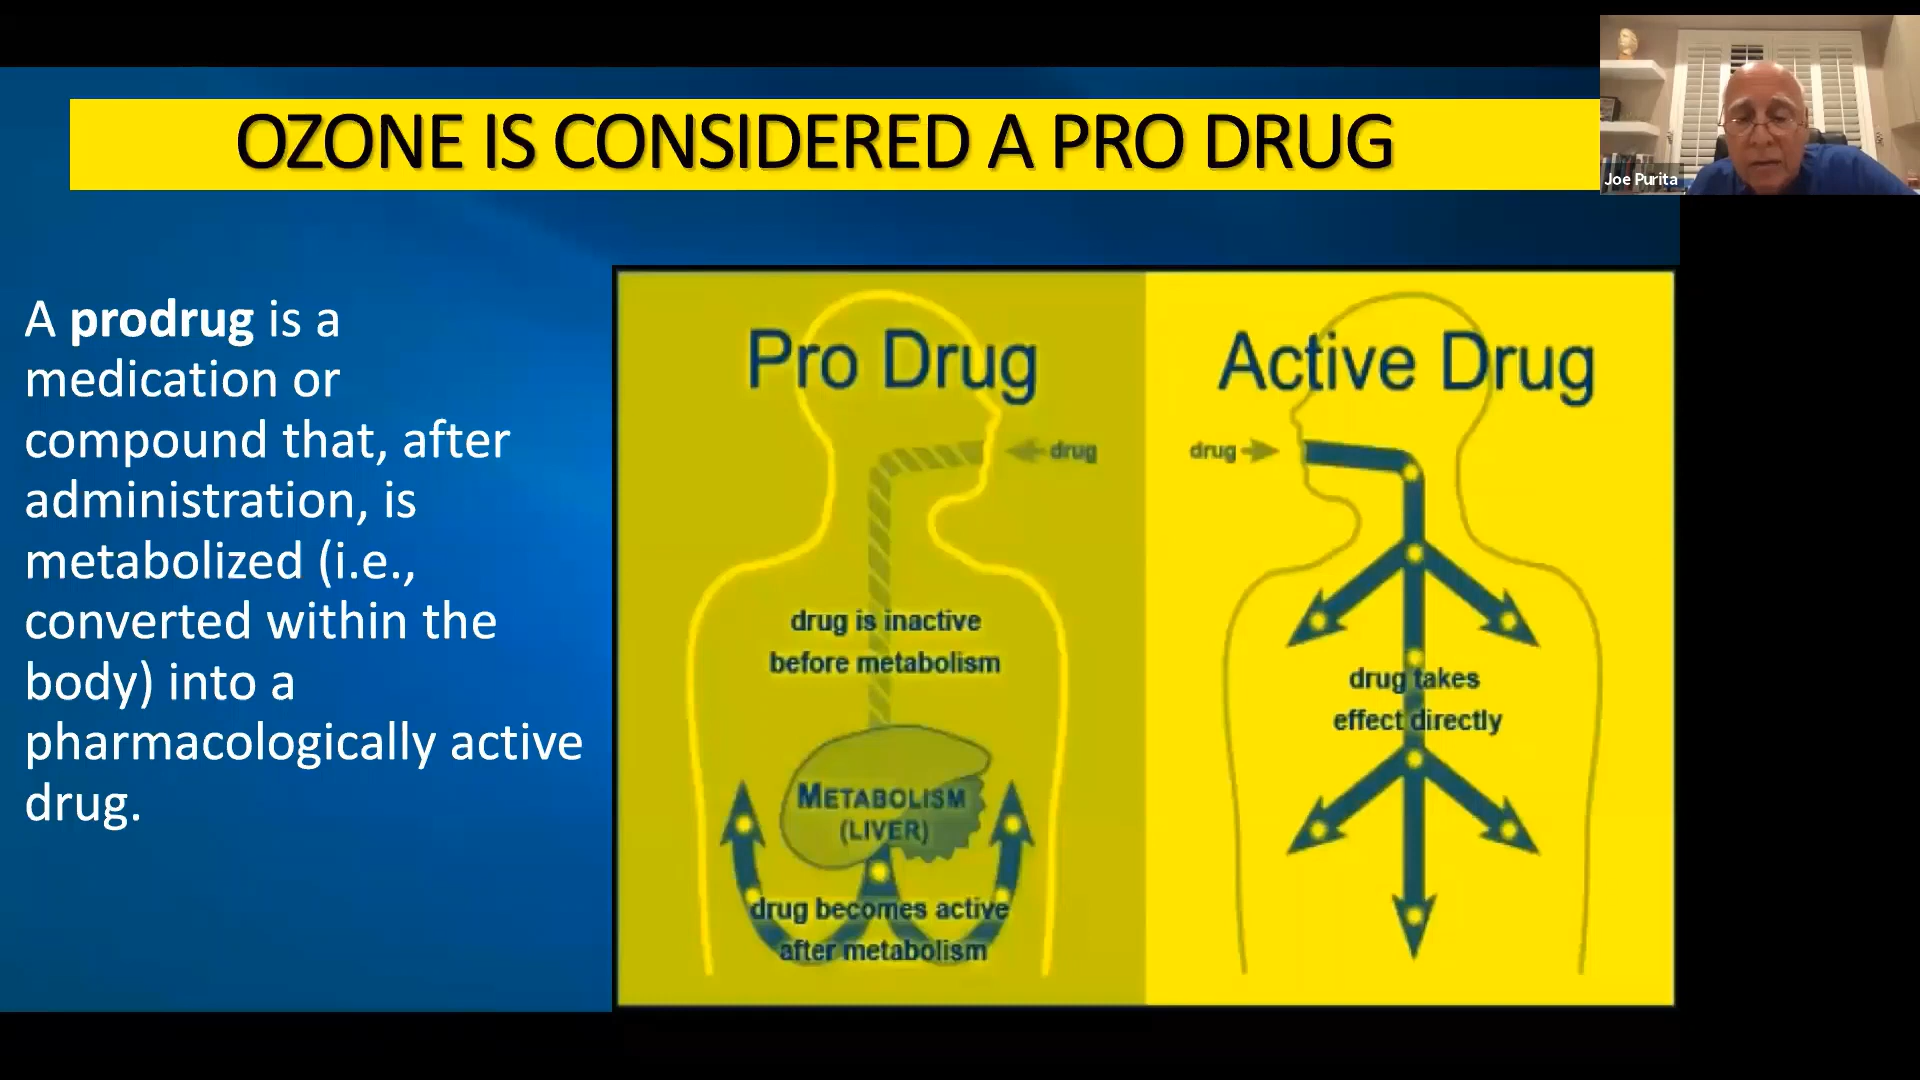 OZONE IS CONSIDERED A PRO DRUG
Joe Purita
A prodrug is a
medication or
compound that, after
administration, is
metabolized (i.e.,
converted within the
body) into a
pharmacologically active
drug.
Pro Drug
drug
drug is inactive
before metabolism
METABOLISM
(LIVER)
drug becomes active
after metabolism
Active Drug
drug
drug takes
effect directly